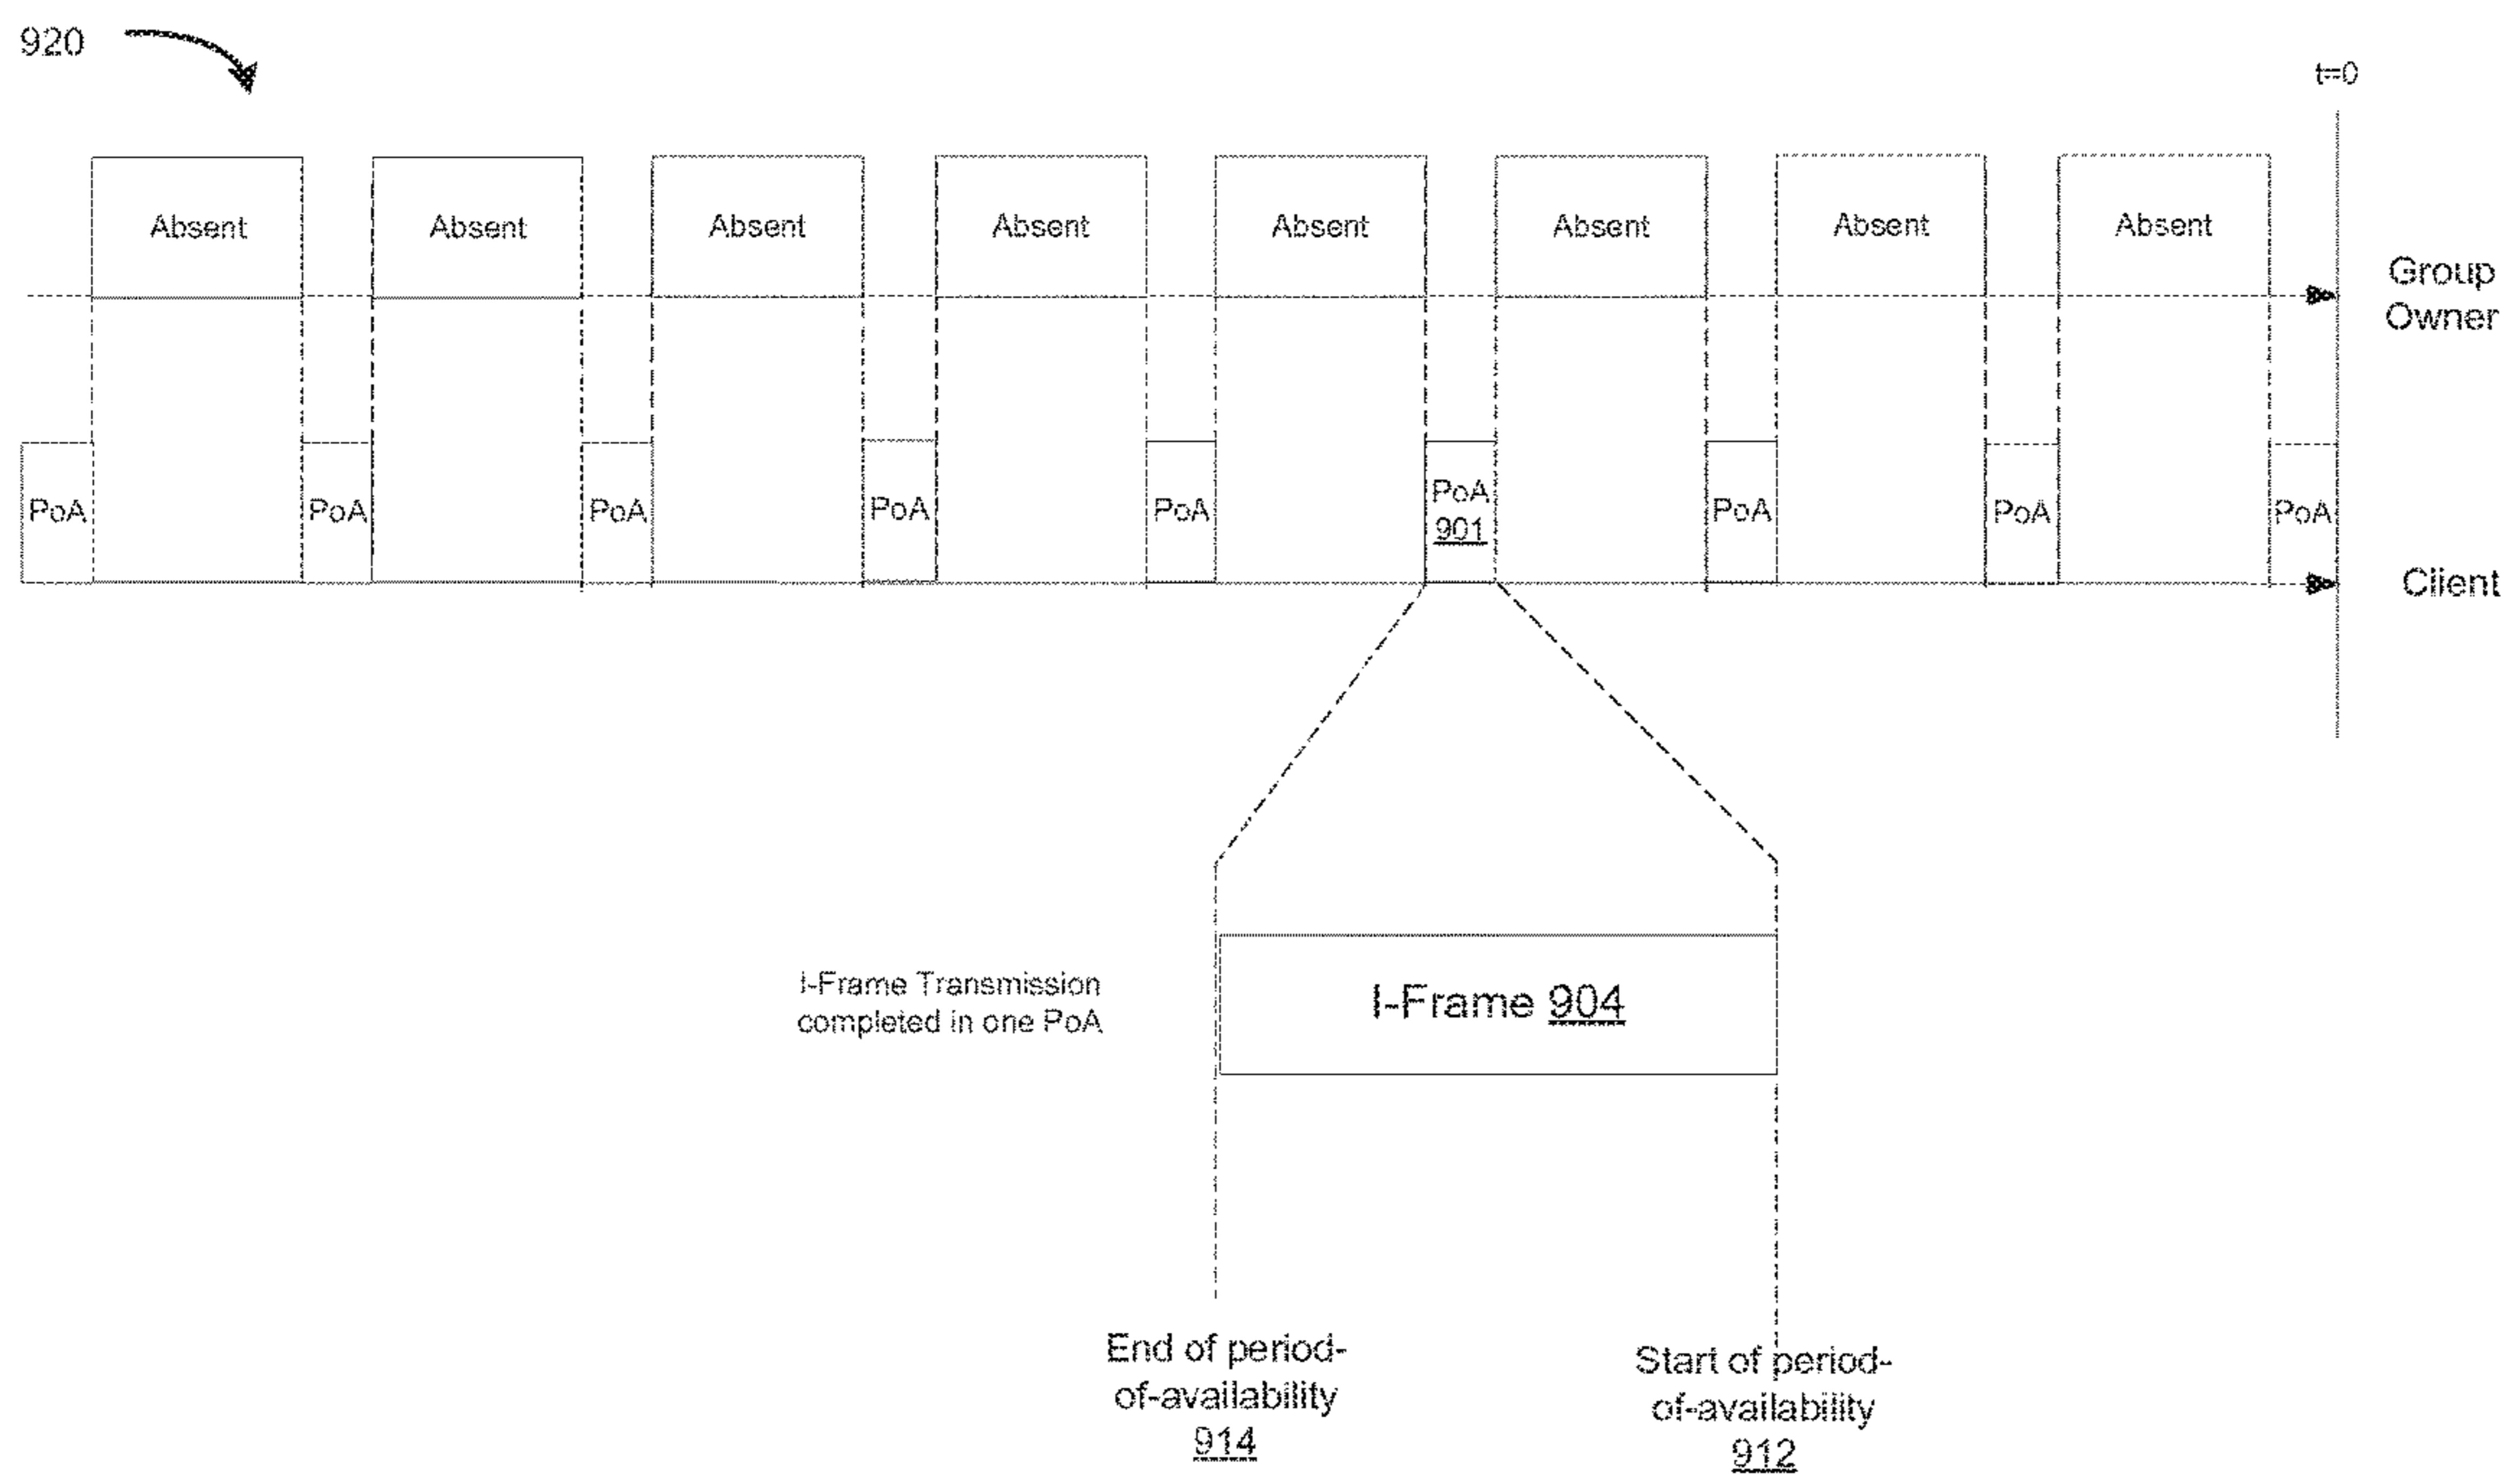 920
t=0
Absent
Absent
Absent
Absent
Absent
Absent
Absent
Absent
Group
Owner
PoA
PoA
PoA
PoA
PoA
PoA
901
PoA
PoA
PoA
Client
I-Frame Transmission
completed in one PoA
I-Frame 904
End of period-
of-availability
914
Start of period-
of-availability
912